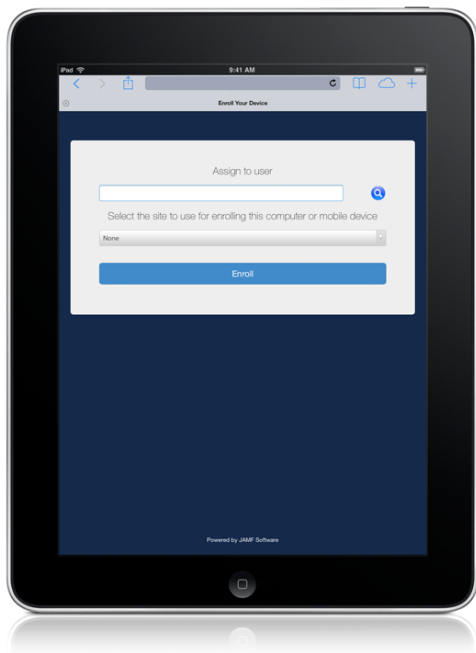 iPad
9:41 AM
Enroll Your Device
Assign to user
Select the site to use for enrolling this computer or mobile device
None
Enroll
Powered by JAMF Software